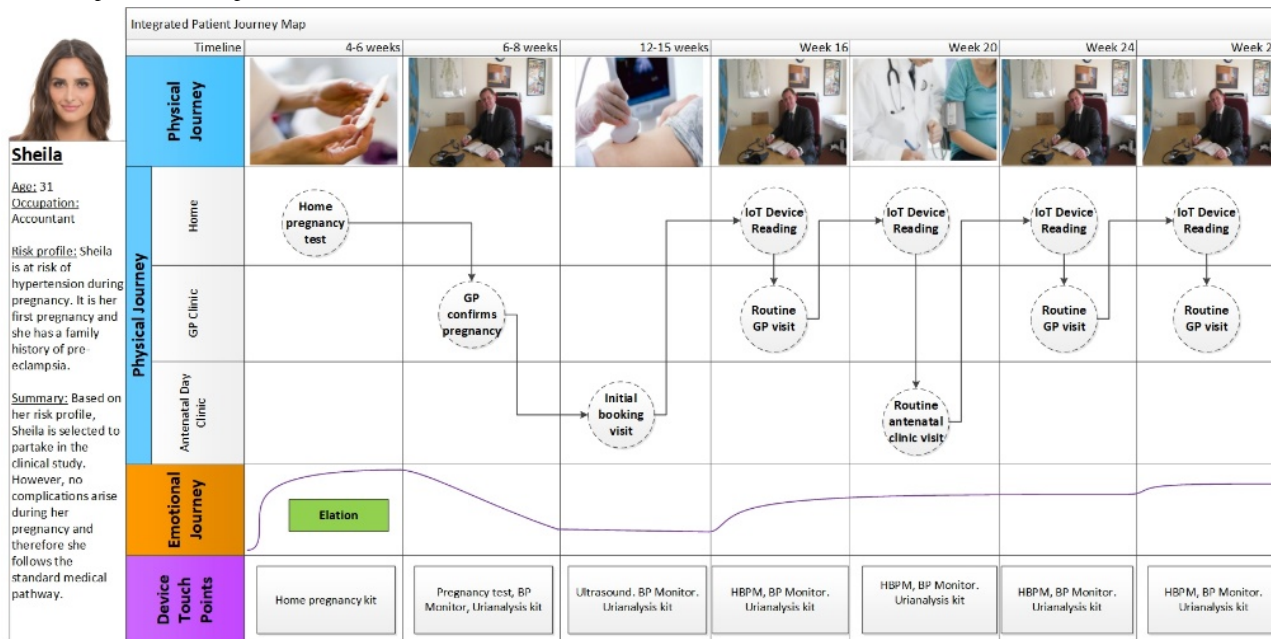 Integrated Patient Journey Map
Timeline
4-6 weeks
6-8 weeks
12-15 weeks
Week 16
Week 20
Week 24
Week 2
Physical
Journey
Sheila
Age: 31
Occupation:
Accountant
Risk profile: Sheila
is at risk of
hypertension during
pregnancy. It is her
first pregnancy and
she has a family
history of pre-
eclampsia.
Summary: Based on
her risk profile,
Sheila is selected to
partake in the
clinical study.
However, no
complications arise
during her
pregnancy and
therefore she
follows the
standard medical
pathway.
Physical Journey
Home
Home
pregnancy
test
IoT Device
Reading
IoT Device
Reading
IoT Device
Reading
IoT Device
Reading
GP Clinic
GP
confirms
pregnancy
Routine
GP visit
Routine
GP visit
Routine
GP visit
Antenatal Day
Clinic
Initial
booking
visit
Routine
antenatal
clinic visit
Emotional
Journey
Elation
Device
Touch
Points
Home pregnancy kit
Pregnancy test, BP
Monitor, Urianalysis kit
Ultrasound. BP Monitor.
Urianalysis kit
HBPM, BP Monitor.
Urianalysis kit
HBPM, BP Monitor.
Urianalysis kit
HBPM, BP Monitor.
Urianalysis kit
HBPM, BP Monitor.
Urianalysis kit